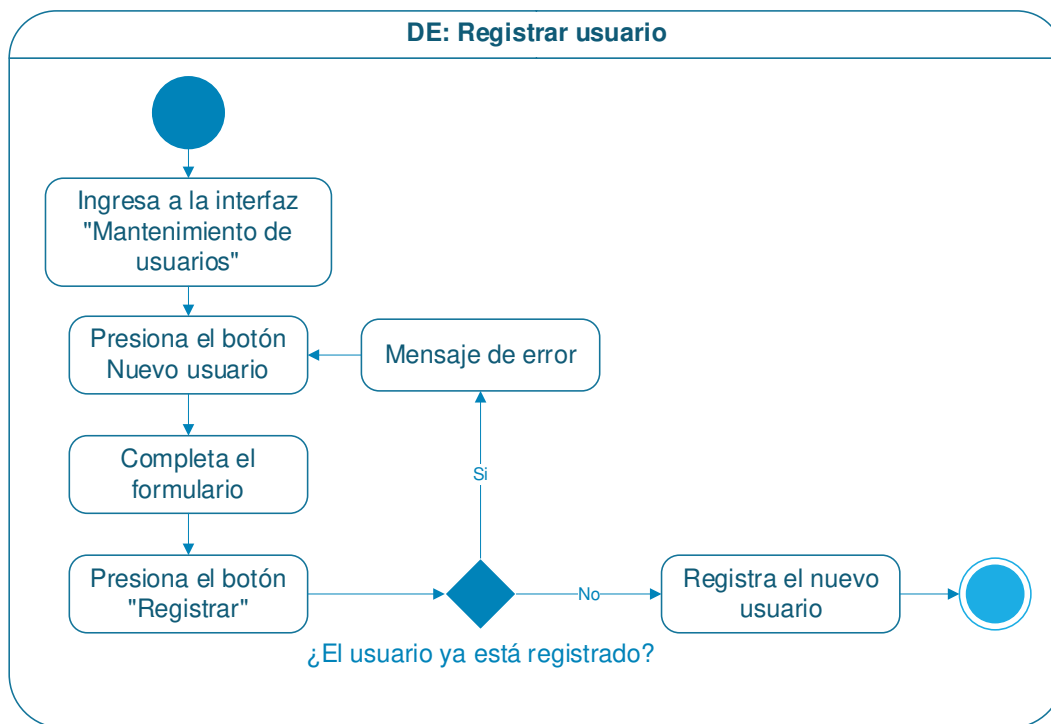 DE: Registrar usuario
Ingresa a la interfaz
"Mantenimiento de
usuarios"
Presiona el botón
Nuevo usuario
Mensaje de error
Completa el
formulario
Si
Presiona el botón
"Registrar"
No
Registra el nuevo
usuario
¿El usuario ya está registrado?